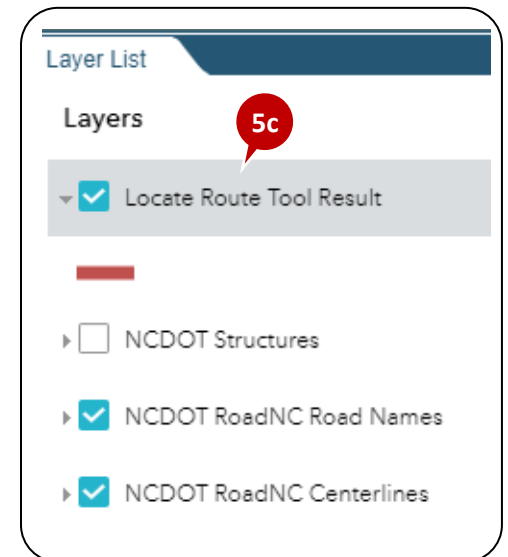 Layer List
Layers
5c
Locate Route Tool Result
NCDOT Structures
NCDOT RoadNC Road Names
NCDOT RoadNC Centerlines